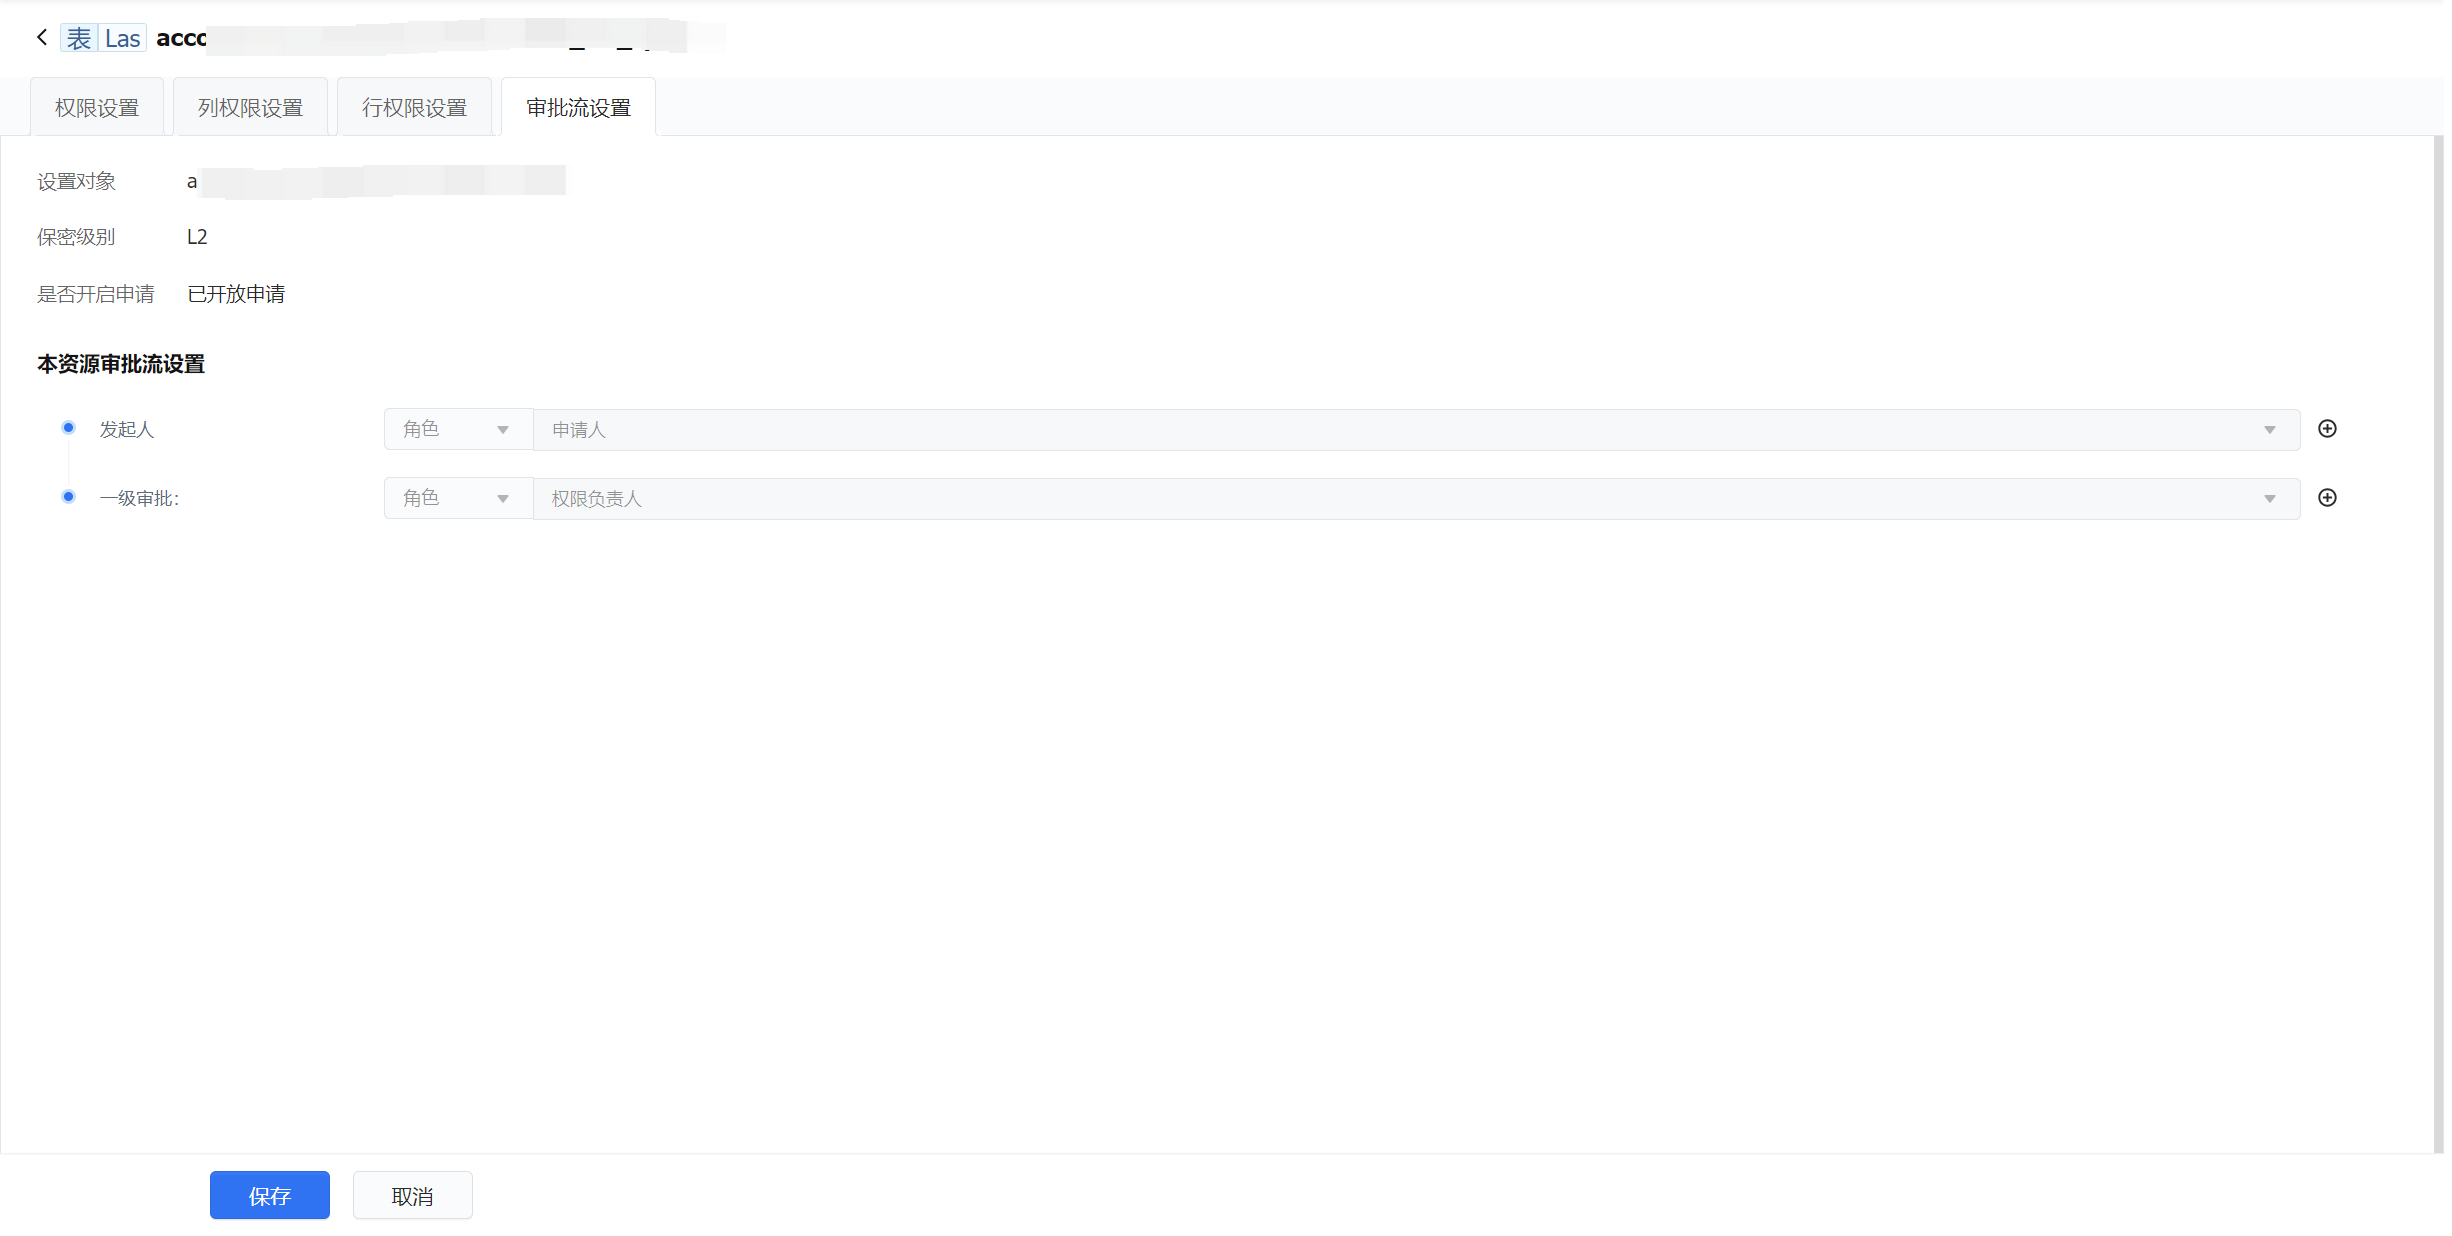 表 Las
权限设置 列权限设置 行权限设置 审批流设置
设置对象
保密级别 L2
是否开启申请 已开放申请
本资源审批流设置
发起人 角色 申请人
一级审批: 角色 权限负责人
保存 取消